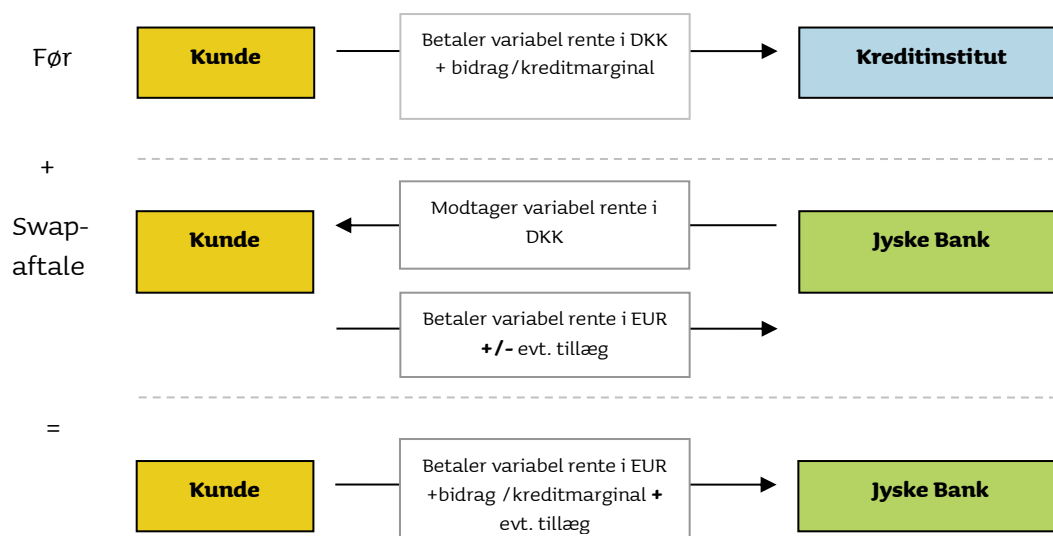 Før
Kunde
Betaler variabel rente i DKK
+ bidrag/kreditmarginal
Kreditinstitut
+
Swap-
aftale
Kunde
Modtager variabel rente i
DKK
Jyske Bank
Betaler variabel rente i EUR
+/- evt. tillæg
=
Kunde
Betaler variabel rente i EUR
+bidrag /kreditmarginal +
evt. tillæg
Jyske Bank